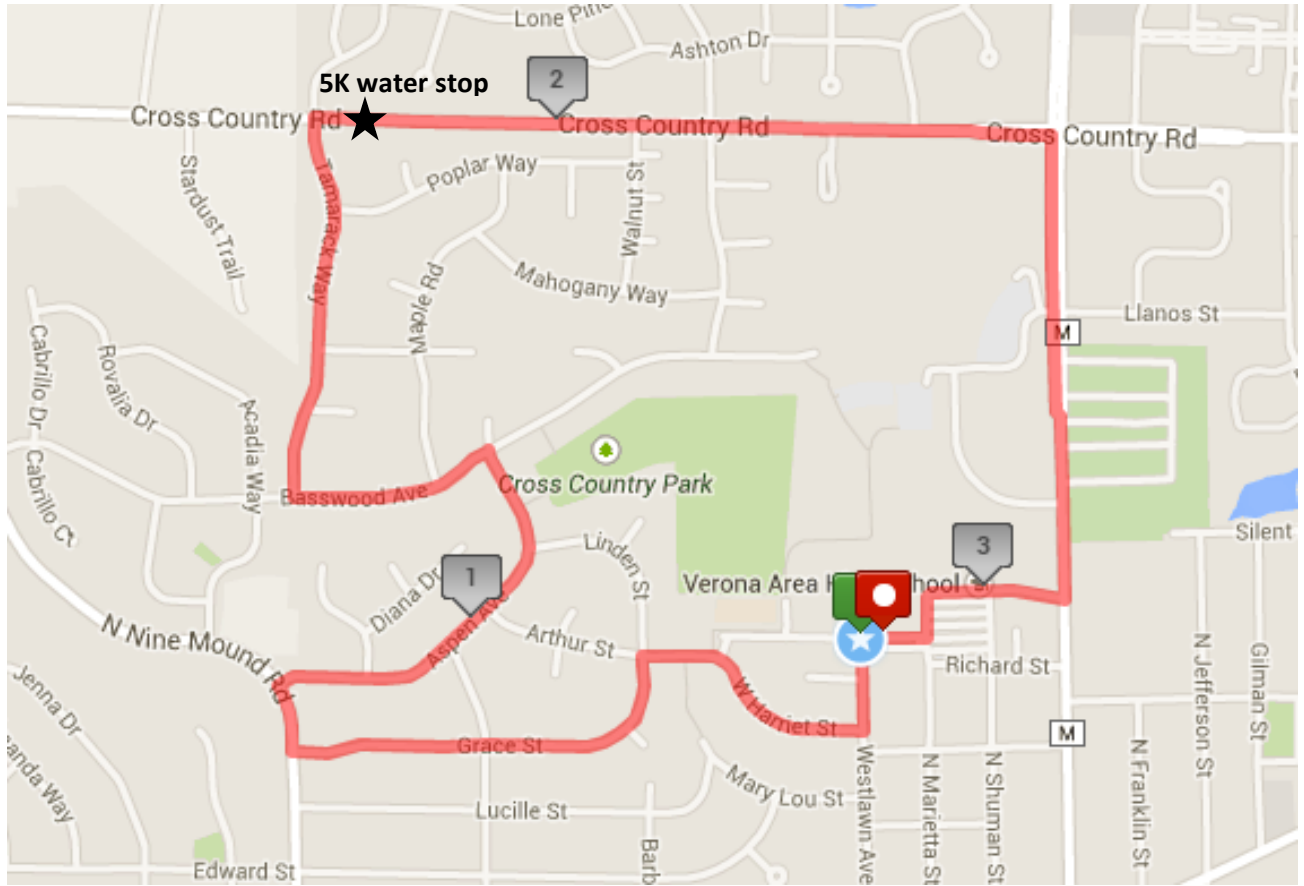 Lone Pine
Ashton Dr
5K water stop
2
Cross Country Rd
Cross Country Rd
Cross Country Rd
Stardust Trail
Tamarack Way
Poplar Way
Walnut St
Maple Rd
Mahogany Way
Llanos St
M
Cabrillo Dr
Rovalia Dr
Acadia Way
Cabrillo Ct
Basswood Ave
Cross Country Park
Silent
Linden St
3
Verona Area H
hool
Diana Dr
1
Aspen Ave
Arthur St
N Nine Mound Rd
Richard St
Jenna Dr
W Harriet St
N Jefferson St
Gilman St
M
Grace St
anda Way
Mary Lou St
Westlawn Ave
N Marietta St
N Shuman St
N Franklin St
Lucille St
Barb
Edward St